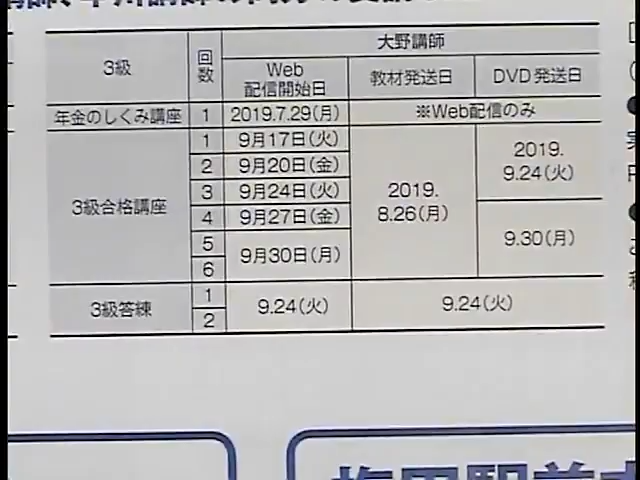 3級
回数
大野講師
Web配信開始日
教材発送日
DVD発送日
年金のしくみ講座 1 2019.7.29(月) ※Web配信のみ
3級合格講座
1 9月17日(火)
2 9月20日(金)
3 9月24日(火)
4 9月27日(金)
5
6
9月30日(月)
2019.
8.26(月)
2019.
9.24(火)
9.30(月)
3級答練
1
2
9.24(火)
9.24(火)